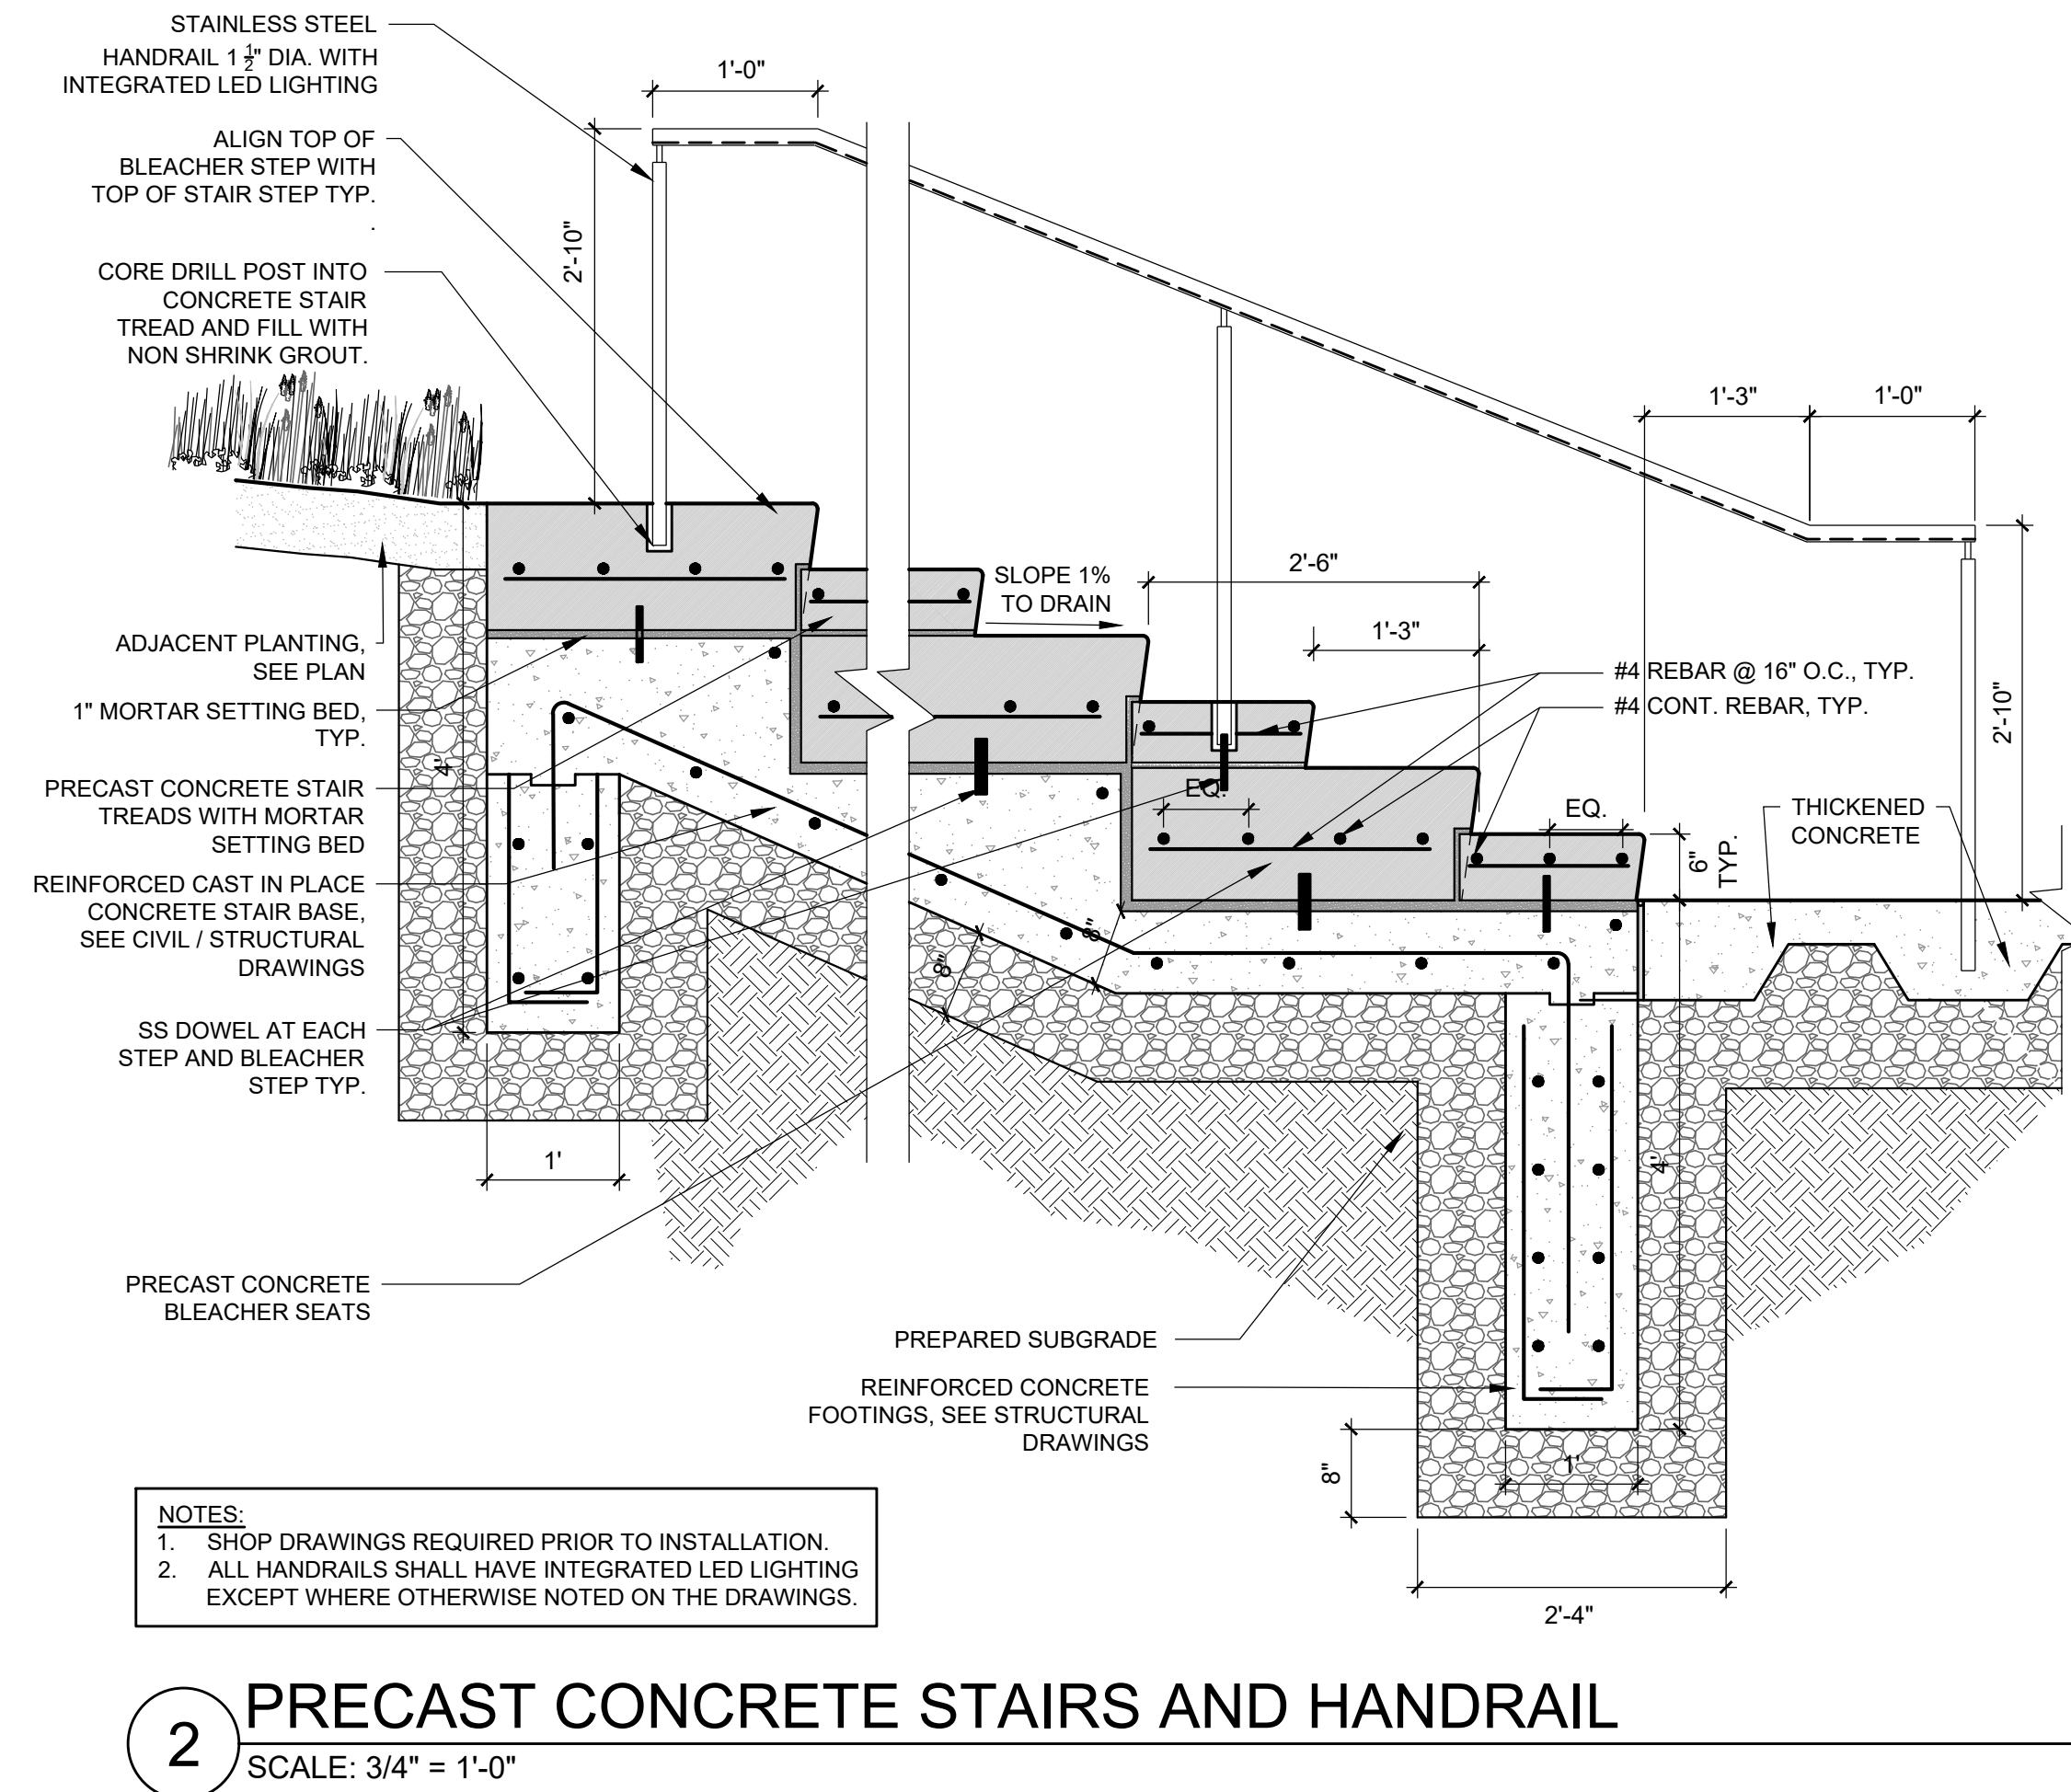 STAINLESS STEEL
HANDRAIL 1 1/2" DIA. WITH
INTEGRATED LED LIGHTING
ALIGN TOP OF
BLEACHER STEP WITH
TOP OF STAIR STEP TYP.
.
CORE DRILL POST INTO
CONCRETE STAIR
TREAD AND FILL WITH
NON SHRINK GROUT.
ADJACENT PLANTING,
SEE PLAN
1" MORTAR SETTING BED,
TYP.
PRECAST CONCRETE STAIR
TREADS WITH MORTAR
SETTING BED
REINFORCED CAST IN PLACE
CONCRETE STAIR BASE,
SEE CIVIL / STRUCTURAL
DRAWINGS
SS DOWEL AT EACH
STEP AND BLEACHER
STEP TYP.
PRECAST CONCRETE
BLEACHER SEATS
1'-0"
2'-10"
4'
1'
SLOPE 1%
TO DRAIN
2'-6"
1'-3"
1'-3"
1'-0"
#4 REBAR @ 16" O.C., TYP.
#4 CONT. REBAR, TYP.
2'-10"
EQ.
EQ.
6"
TYP.
THICKENED
CONCRETE
8"
8"
4'
PREPARED SUBGRADE
REINFORCED CONCRETE
FOOTINGS, SEE STRUCTURAL
DRAWINGS
8"
1'
2'-4"
NOTES:
1. SHOP DRAWINGS REQUIRED PRIOR TO INSTALLATION.
2. ALL HANDRAILS SHALL HAVE INTEGRATED LED LIGHTING
EXCEPT WHERE OTHERWISE NOTED ON THE DRAWINGS.
2
PRECAST CONCRETE STAIRS AND HANDRAIL
SCALE: 3/4" = 1'-0"